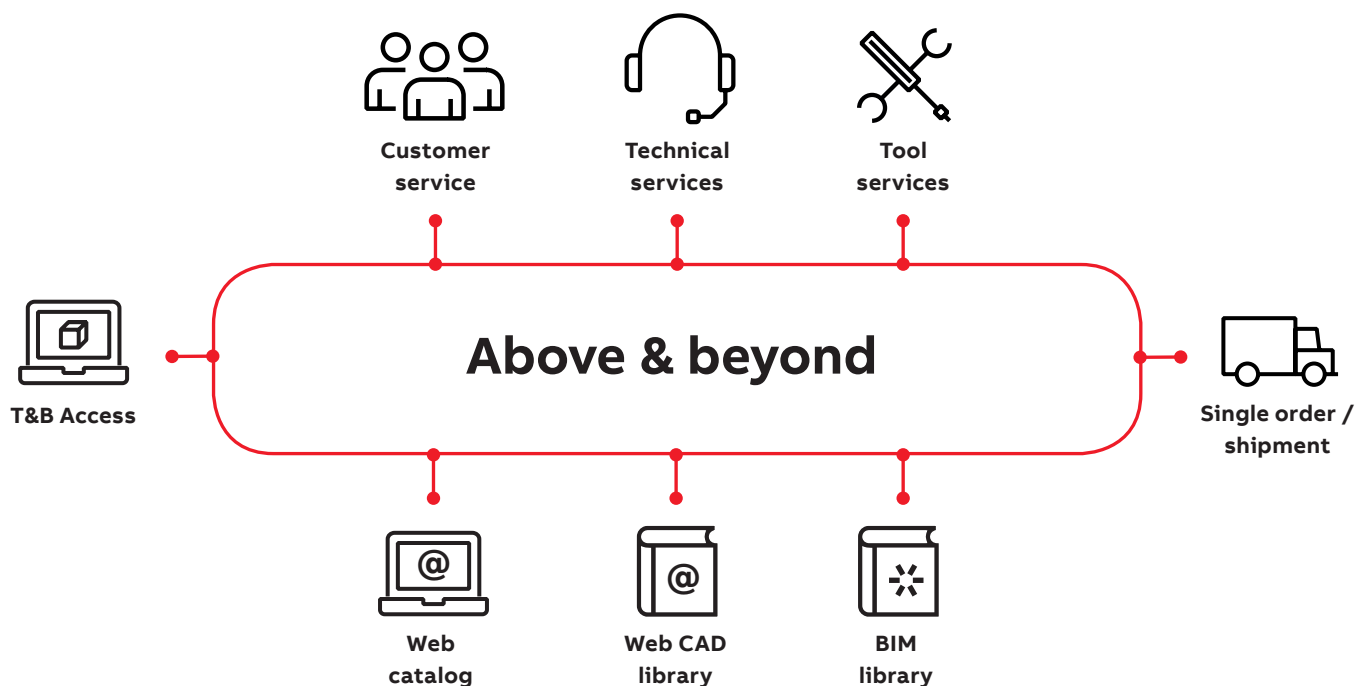 Customer
service
Technical
services
Tool
services
Above & beyond
T&B Access
Single order /
shipment
@
Web
catalog
@
Web CAD
library
BIM
library